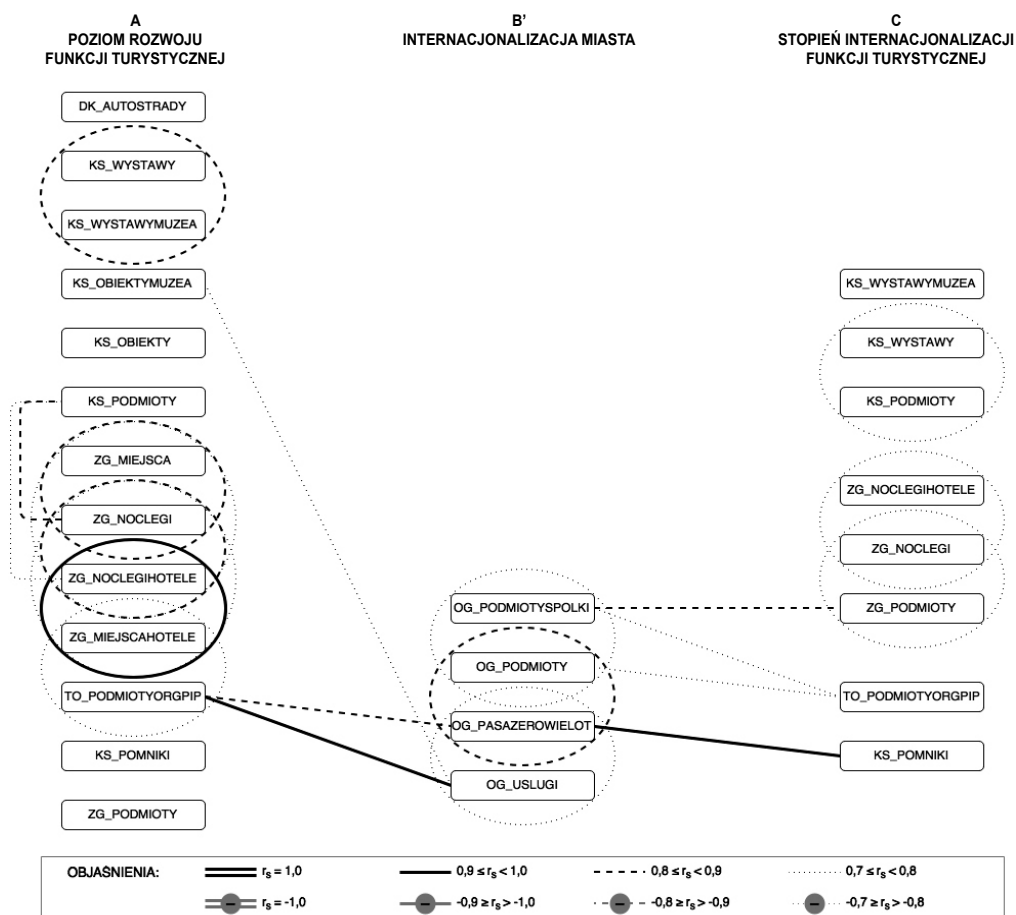 A
POZIOM ROZWOJU
FUNKCJI TURYSTYCZNEJ
B'
INTERNACJONALIZACJA MIASTA
C
STOPIEŃ INTERNACJONALIZACJI
FUNKCJI TURYSTYCZNEJ
DK_AUTOSTRADY
KS_WYSTAWY
KS_WYSTAWYMUZEA
KS_OBIEKTYMUZEA
KS_OBIEKTY
KS_PODMIOTY
ZG_MIEJSCA
ZG_NOCLEGI
ZG_NOCLEGIHOTELE
ZG_MIEJSCAHOTELE
TO_PODMIOTYORGPIP
KS_POMNIKI
ZG_PODMIOTY
OG_PODMIOTYSPOLKI
OG_PODMIOTY
OG_PASAZEROWIELOT
OG_USLUGI
KS_WYSTAWYMUZEA
KS_WYSTAWY
KS_PODMIOTY
ZG_NOCLEGIHOTELE
ZG_NOCLEGI
ZG_PODMIOTY
TO_PODMIOTYORGPIP
KS_POMNIKI
OBJAŚNIENIA:
rs = 1,0
0,9 ≤ rs < 1,0
0,8 ≤ rs < 0,9
0,7 ≤ rs < 0,8
rs = -1,0
-0,9 ≥ rs > -1,0
-0,8 ≥ rs > -0,9
-0,7 ≥ rs > -0,8